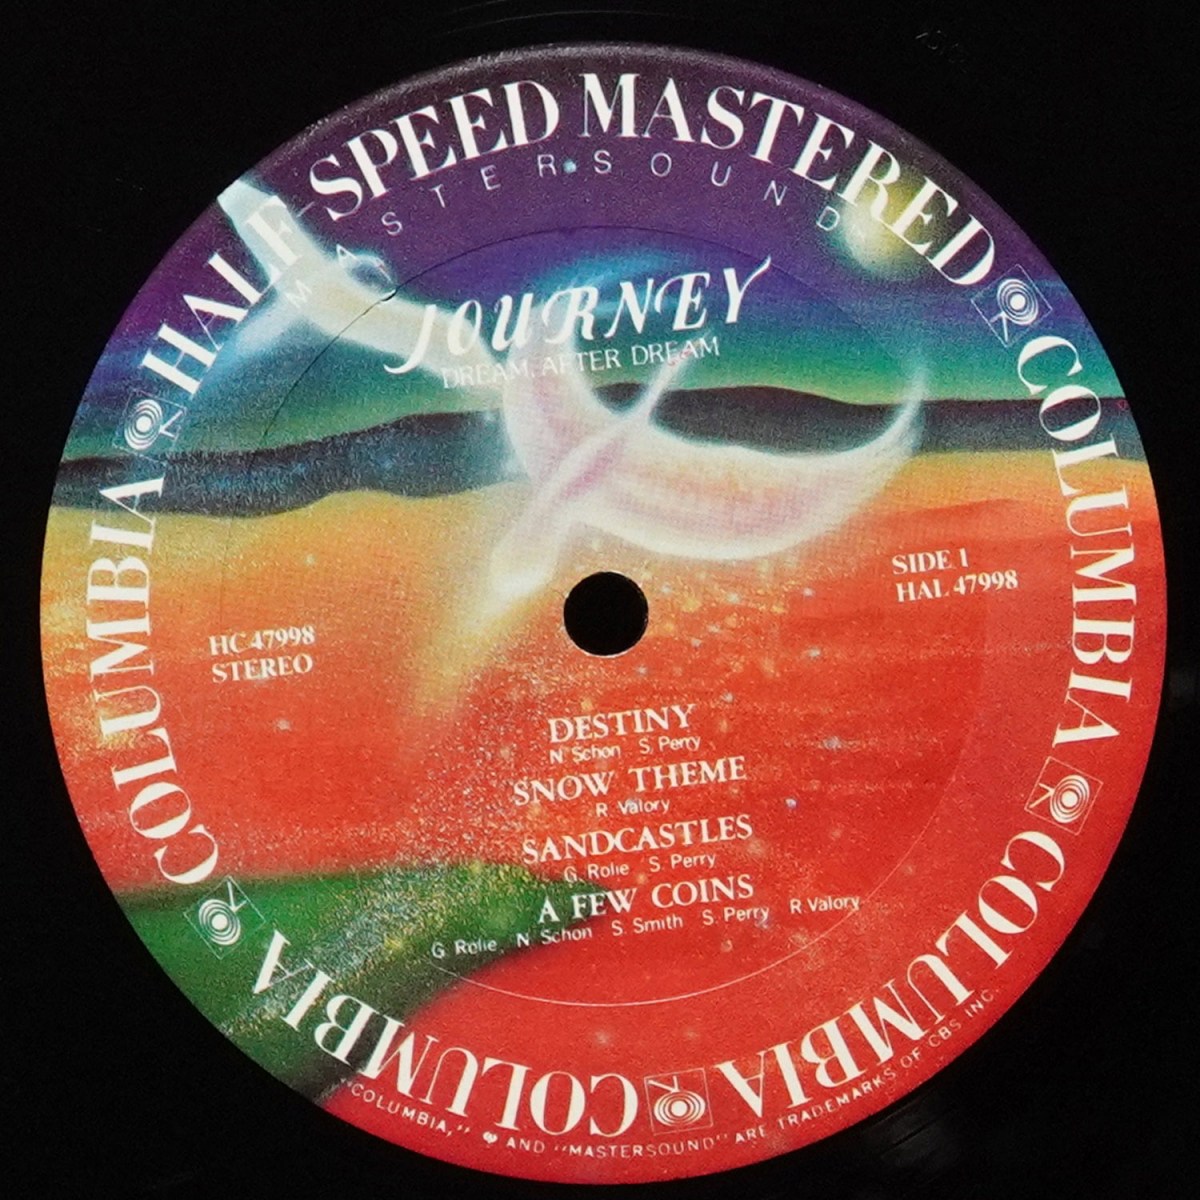 HALF SPEED MASTERED
MASTERSOUND
JOURNEY
DREAM, AFTER DREAM
SIDE 1
HAL 47998
HC 47998
STEREO
DESTINY
N. Schon S. Perry
SNOW THEME
R. Valory
SANDCASTLES
G. Rolie S. Perry
A FEW COINS
G. Rolie N. Schon S. Smith S. Perry R. Valory
COLUMBIA
COLUMBIA
COLUMBIA
COLUMBIA
COLUMBIA
"COLUMBIA," AND "MASTERSOUND" ARE TRADEMARKS OF CBS INC.